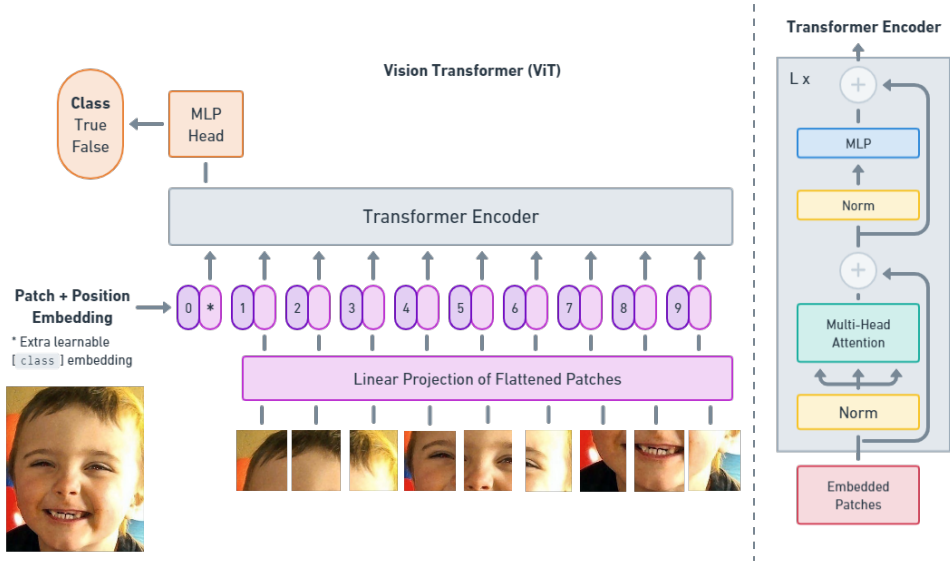 Vision Transformer (ViT)
Class
True
False
MLP
Head
Transformer Encoder
Patch + Position
Embedding
* Extra learnable
[class] embedding
0 * 1 2 3 4 5 6 7 8 9
Linear Projection of Flattened Patches
Transformer Encoder
L x
+
MLP
Norm
+
Multi-Head
Attention
Norm
Embedded
Patches